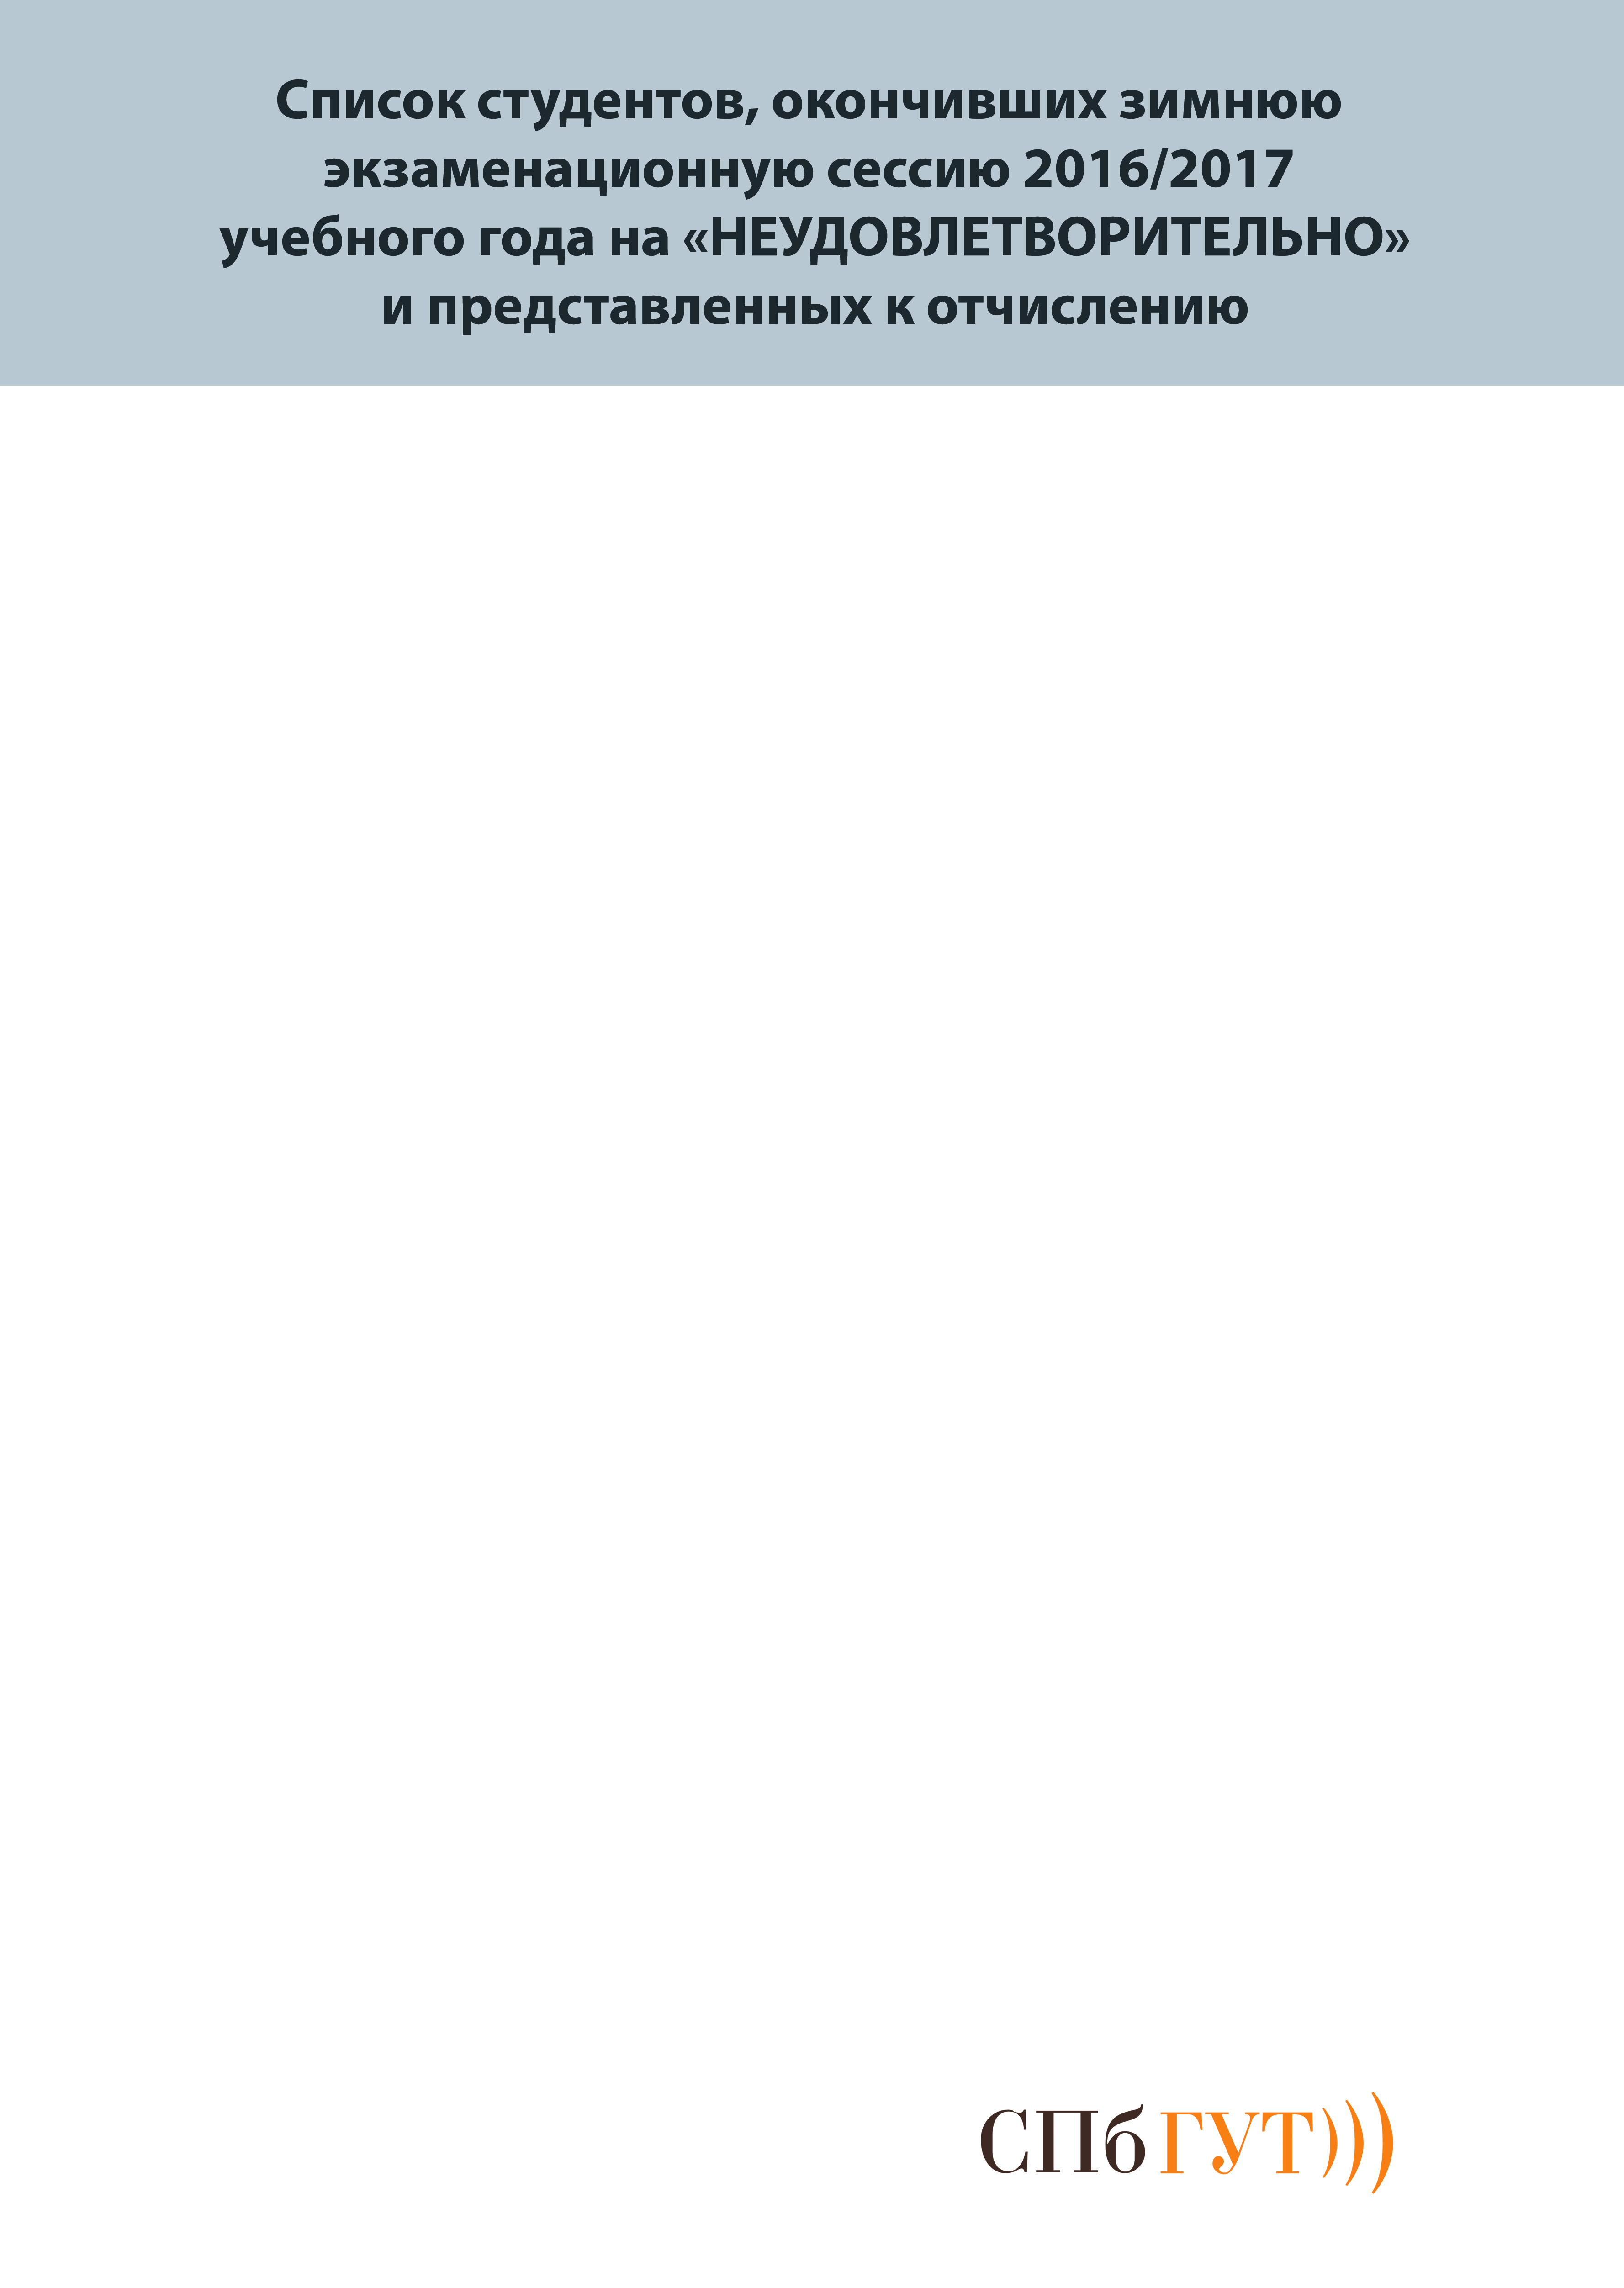 Список студентов, окончивших зимнюю
экзаменационную сессию 2016/2017
учебного года на «НЕУДОВЛЕТВОРИТЕЛЬНО»
и представленных к отчислению
СПбГУТ)))